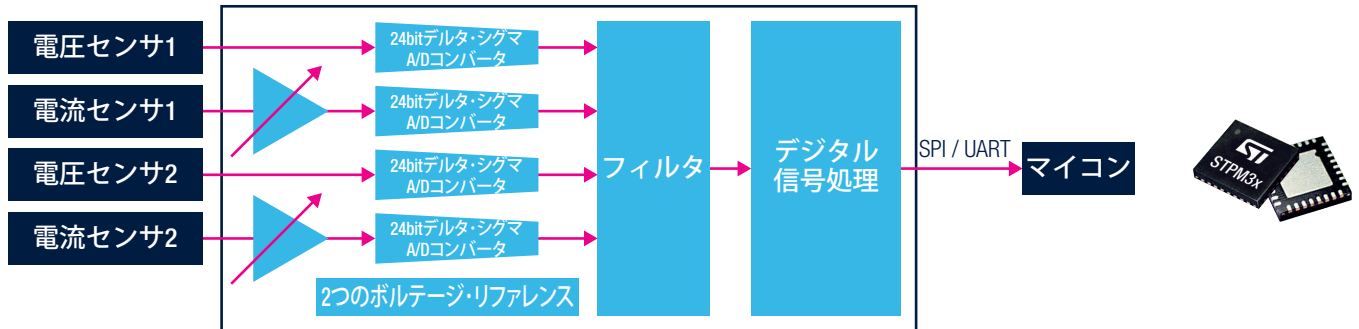 電圧センサ1
電流センサ1
電圧センサ2
電流センサ2
24bitデルタ・シグマ
A/Dコンバータ
24bitデルタ・シグマ
A/Dコンバータ
24bitデルタ・シグマ
A/Dコンバータ
24bitデルタ・シグマ
A/Dコンバータ
2つのボルテージ・リファレンス
フィルタ
デジタル
信号処理
SPI / UART
マイコン
ST
STPM3x